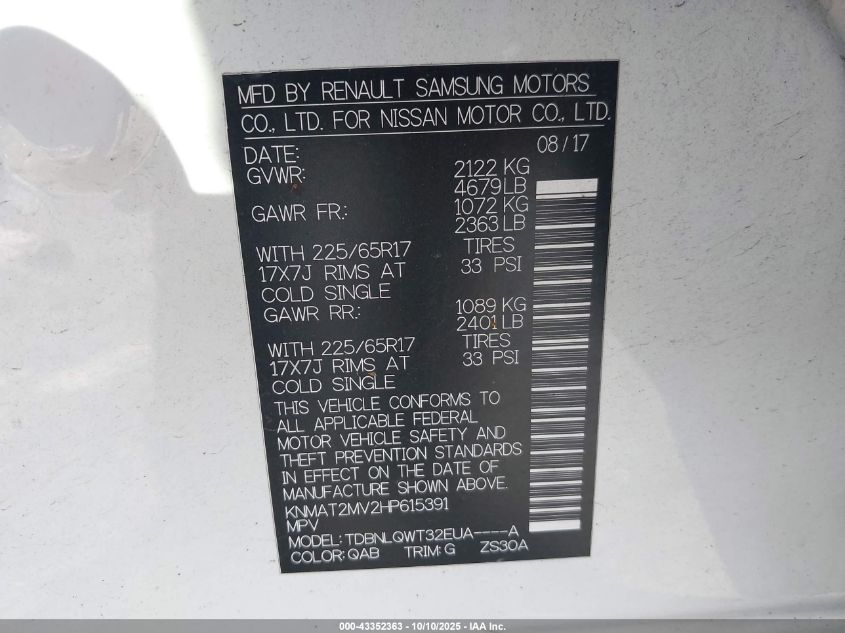 MFD BY RENAULT SAMSUNG MOTORS
CO., LTD. FOR NISSAN MOTOR CO., LTD.
DATE: 08/17
GVWR: 2122 KG
4679 LB
GAWR FR.: 1072 KG
2363 LB
WITH 225/65R17 TIRES
17X7J RIMS AT 33 PSI
COLD SINGLE
GAWR RR.: 1089 KG
2401 LB
WITH 225/65R17 TIRES
17X7J RIMS AT 33 PSI
COLD SINGLE
THIS VEHICLE CONFORMS TO
ALL APPLICABLE FEDERAL
MOTOR VEHICLE SAFETY AND
THEFT PREVENTION STANDARDS
IN EFFECT ON THE DATE OF
MANUFACTURE SHOWN ABOVE.
KNMAT2MV2HP615391
MPV
MODEL: TDBNLQWT32EUA----A
COLOR: QAB TRIM: G ZS30A
000-43352363 - 10/10/2025 - IAA Inc.